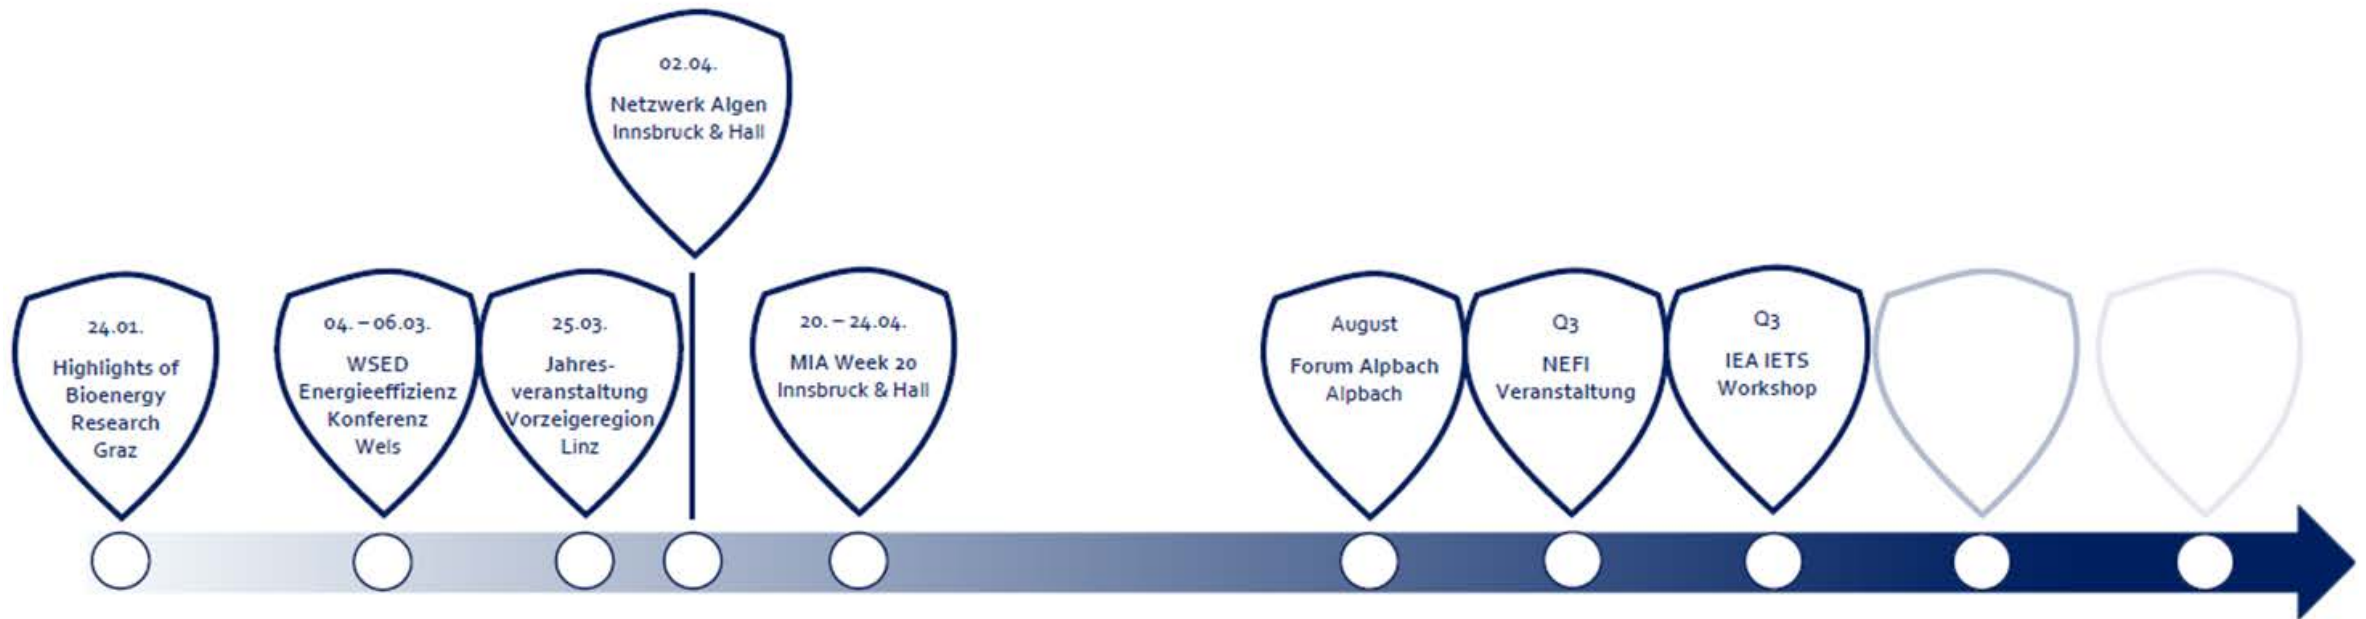 02.04.
Netzwerk Algen
Innsbruck & Hall
24.01.
Highlights of
Bioenergy
Research
Graz
04. – 06.03.
WSED
Energieeffizienz
Konferenz
Wels
25.03.
Jahres-
veranstaltung
Vorzeigeregion
Linz
20. – 24.04.
MIA Week 20
Innsbruck & Hall
August
Forum Alpbach
Alpbach
Q3
NEFI
Veranstaltung
Q3
IEA IETS
Workshop